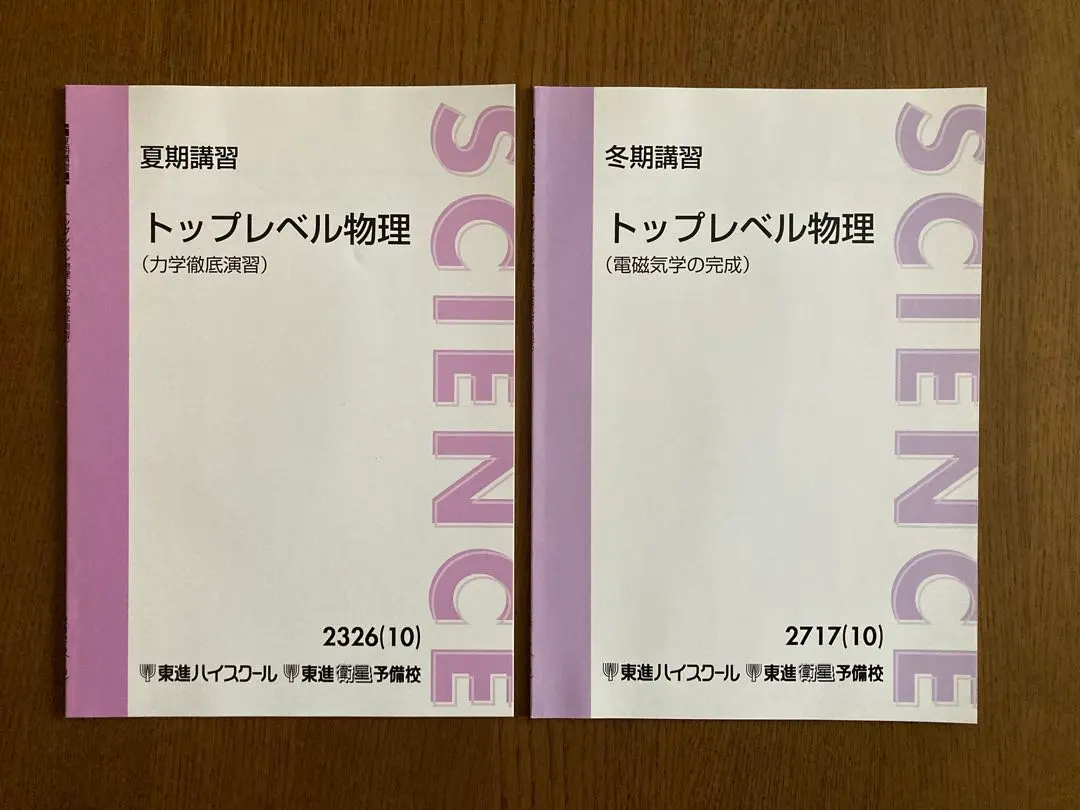 夏期講習
トップレベル物理
(力学徹底演習)
SCIENCE
2326(10)
東進ハイスクール 東進衛星予備校
冬期講習
トップレベル物理
(電磁気学の完成)
SCIENCE
2717(10)
東進ハイスクール 東進衛星予備校